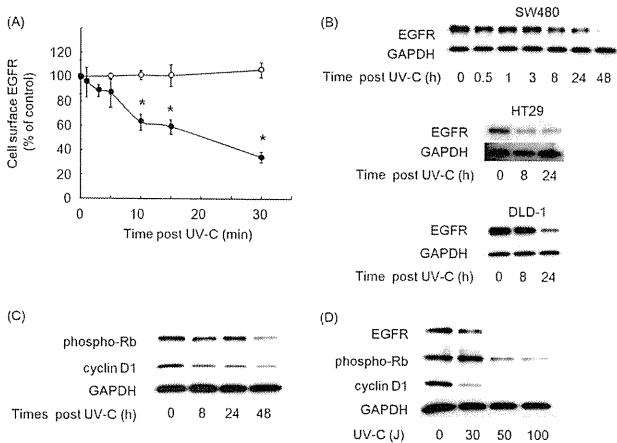 (A)
Cell surface EGFR
(% of control)
120
100
80
60
40
20
0
*
*
*
0
10
20
30
Time post UV-C (min)
(B)
SW480
EGFR
GAPDH
Time post UV-C (h) 0 0.5 1 3 8 24 48
HT29
EGFR
GAPDH
Time post UV-C (h) 0 8 24
DLD-1
EGFR
GAPDH
Time post UV-C (h) 0 8 24
(C)
phospho-Rb
cyclin D1
GAPDH
Times post UV-C (h) 0 8 24 48
(D)
EGFR
phospho-Rb
cyclin D1
GAPDH
UV-C (J) 0 30 50 100